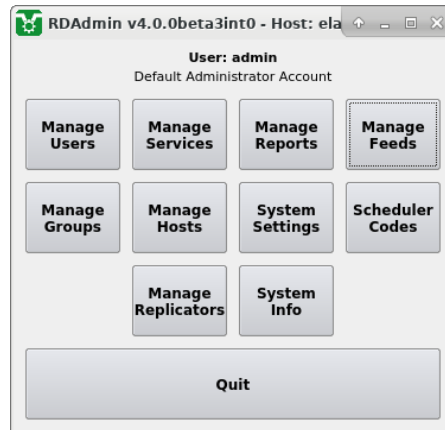 RDAdmin v4.0.0beta3int0 - Host: ela
User: admin
Default Administrator Account
Manage Users
Manage Services
Manage Reports
Manage Feeds
Manage Groups
Manage Hosts
System Settings
Scheduler Codes
Manage Replicators
System Info
Quit